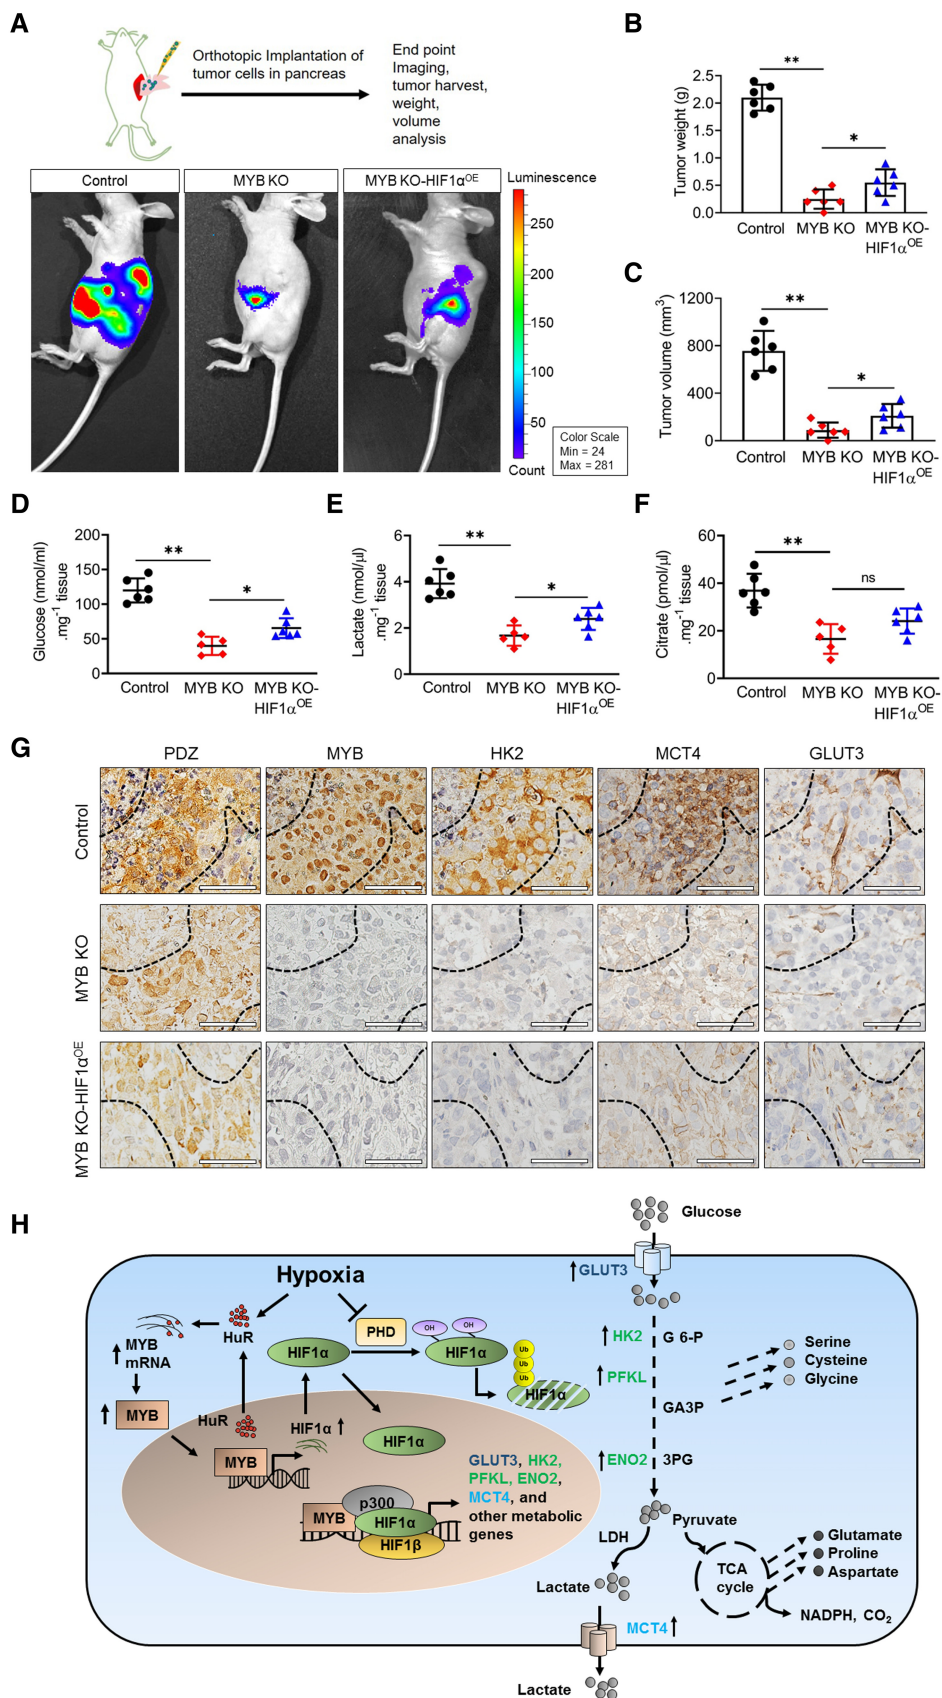 A
Orthotopic Implantation of
tumor cells in pancreas
End point
Imaging,
tumor harvest,
weight,
volume
analysis
Control
MYB KO
MYB KO-HIF1α^OE
Luminescence
250
200
150
100
50
Count
Color Scale
Min = 24
Max = 281
B
Tumor weight (g)
2.5
2.0
1.5
1.0
0.5
0.0
**
*
Control
MYB KO
MYB KO-
HIF1α^OE
C
Tumor volume (mm³)
1200
800
400
0
**
*
Control
MYB KO
MYB KO-
HIF1α^OE
D
Glucose (nmol/ml)
.mg⁻¹ tissue
200
150
100
50
0
**
*
Control
MYB KO
MYB KO-
HIF1α^OE
E
Lactate (nmol/µl)
.mg⁻¹ tissue
6
4
2
0
**
*
Control
MYB KO
MYB KO-
HIF1α^OE
F
Citrate (pmol/µl)
.mg⁻¹ tissue
60
40
20
0
**
ns
Control
MYB KO
MYB KO-
HIF1α^OE
G
PDZ
MYB
HK2
MCT4
GLUT3
Control
MYB KO
MYB KO-HIF1α^OE
H
Glucose
GLUT3
Hypoxia
HuR
MYB
mRNA
PHD
HIF1α
OH
OH
HIF1α
Ub
Ub
Ub
HIF1α
MYB
HuR
HIF1α
MYB
HIF1α
GLUT3, HK2,
PFKL, ENO2,
MCT4, and
other metabolic
genes
p300
MYB
HIF1α
HIF1β
HK2
G 6-P
PFKL
GA3P
Serine
Cysteine
Glycine
ENO2
3PG
Pyruvate
LDH
Lactate
TCA
cycle
Glutamate
Proline
Aspartate
NADPH, CO₂
MCT4
Lactate